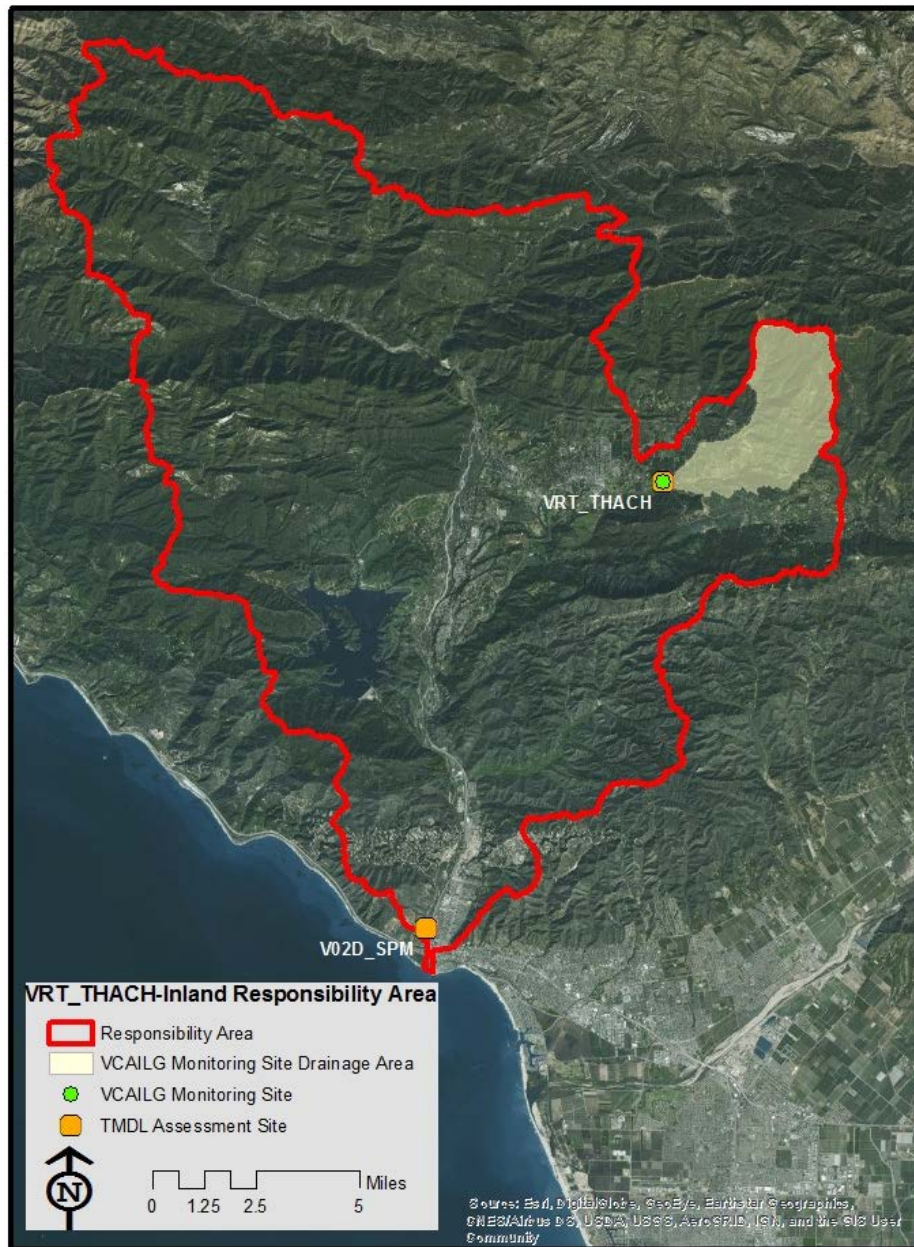 VRT_THACH
V02D_SPM
VRT_THACH-Inland Responsibility Area
Responsibility Area
VCAILG Monitoring Site Drainage Area
VCAILG Monitoring Site
TMDL Assessment Site
N
0 1.25 2.5 5 Miles
Source: Esri, DigitalGlobe, GeoEye, Earthstar Geographics,
CNES/Airbus DS, USDA, USGS, AeroGRID, IGN, and the GIS User
Community